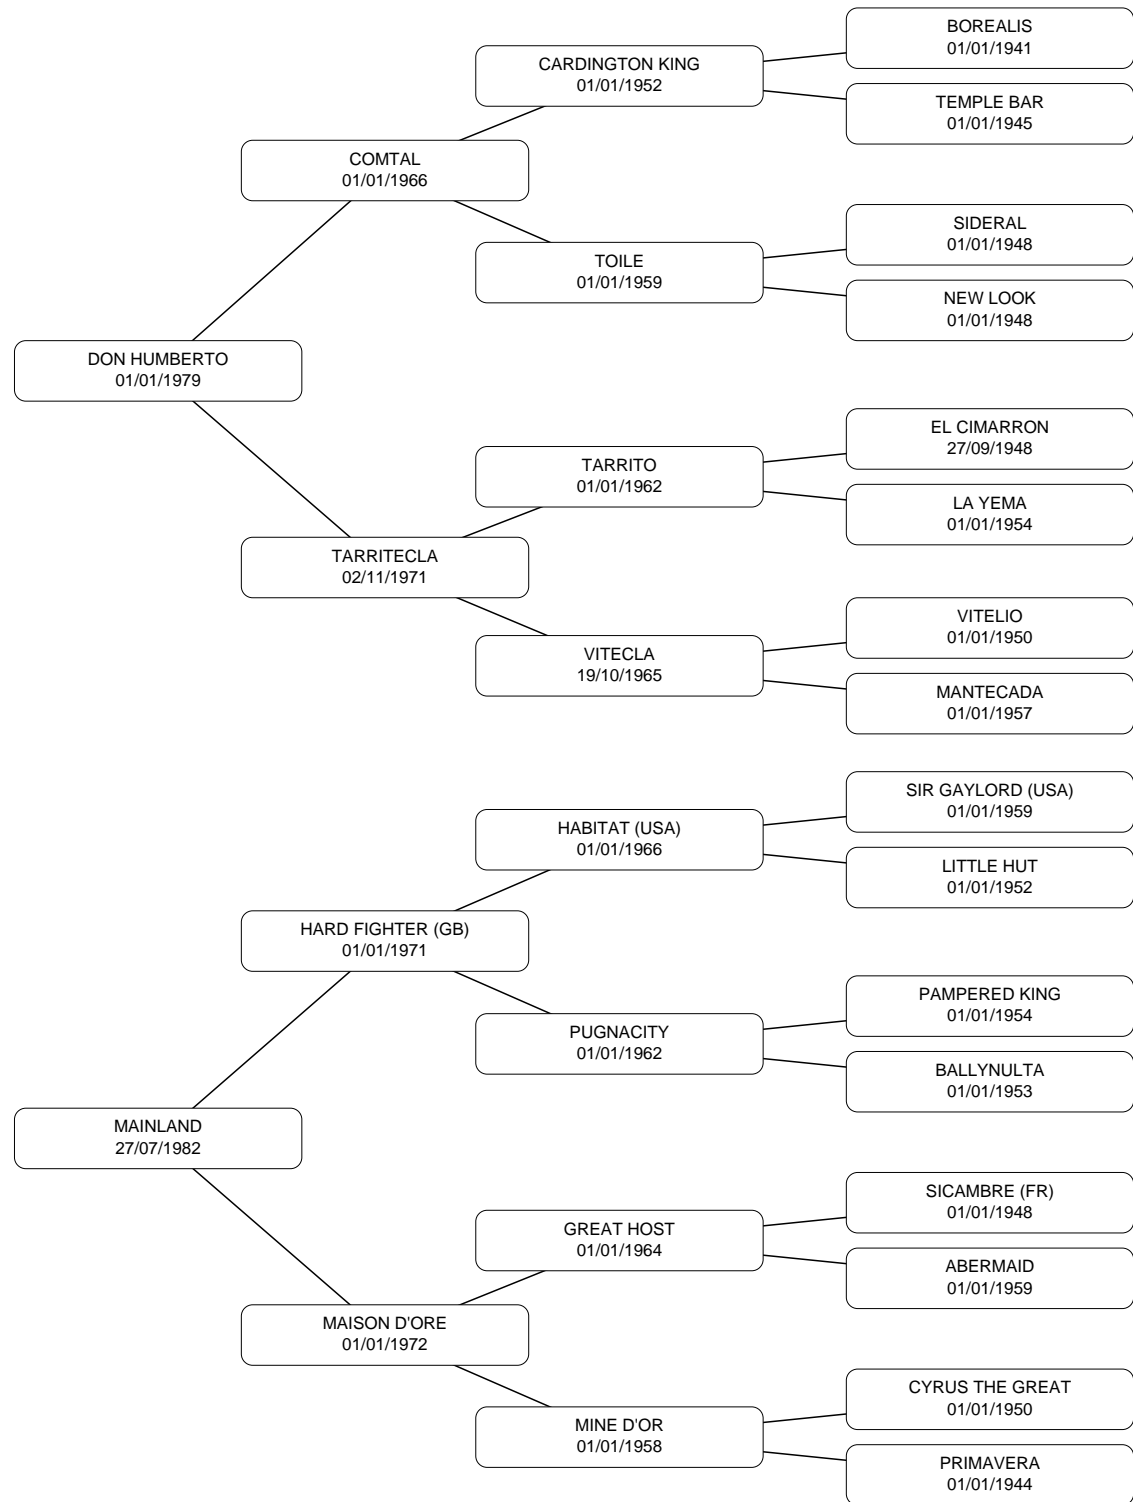 BOREALIS
01/01/1941
CARDINGTON KING
01/01/1952
TEMPLE BAR
01/01/1945
COMTAL
01/01/1966
SIDERAL
01/01/1948
TOILE
01/01/1959
NEW LOOK
01/01/1948
DON HUMBERTO
01/01/1979
EL CIMARRON
27/09/1948
TARRITO
01/01/1962
LA YEMA
01/01/1954
TARRITECLA
02/11/1971
VITELIO
01/01/1950
VITECLA
19/10/1965
MANTECADA
01/01/1957
SIR GAYLORD (USA)
01/01/1959
HABITAT (USA)
01/01/1966
LITTLE HUT
01/01/1952
HARD FIGHTER (GB)
01/01/1971
PAMPERED KING
01/01/1954
PUGNACITY
01/01/1962
BALLYNULTA
01/01/1953
MAINLAND
27/07/1982
SICAMBRE (FR)
01/01/1948
GREAT HOST
01/01/1964
ABERMAID
01/01/1959
MAISON D'ORE
01/01/1972
CYRUS THE GREAT
01/01/1950
MINE D'OR
01/01/1958
PRIMAVERA
01/01/1944